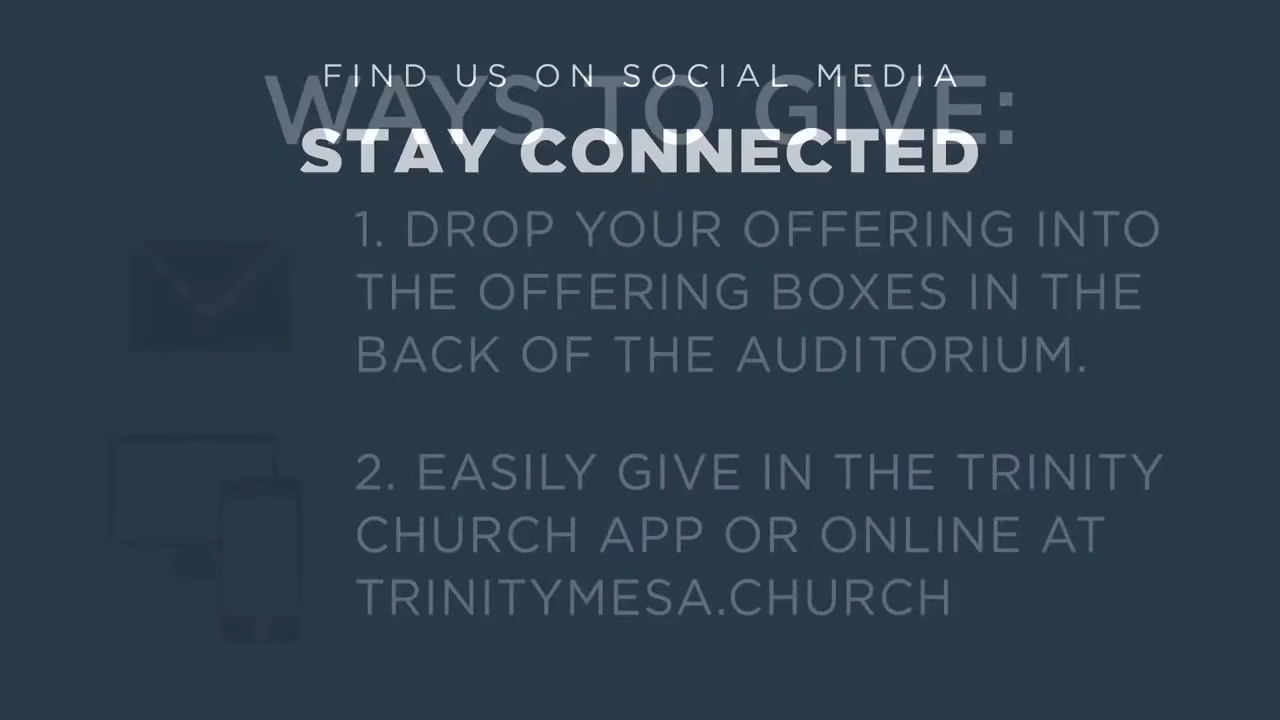 FIND US ON SOCIAL MEDIA
WAYS TO GIVE:
STAY CONNECTED
1. DROP YOUR OFFERING INTO
THE OFFERING BOXES IN THE
BACK OF THE AUDITORIUM.
2. EASILY GIVE IN THE TRINITY
CHURCH APP OR ONLINE AT
TRINITYMESA.CHURCH